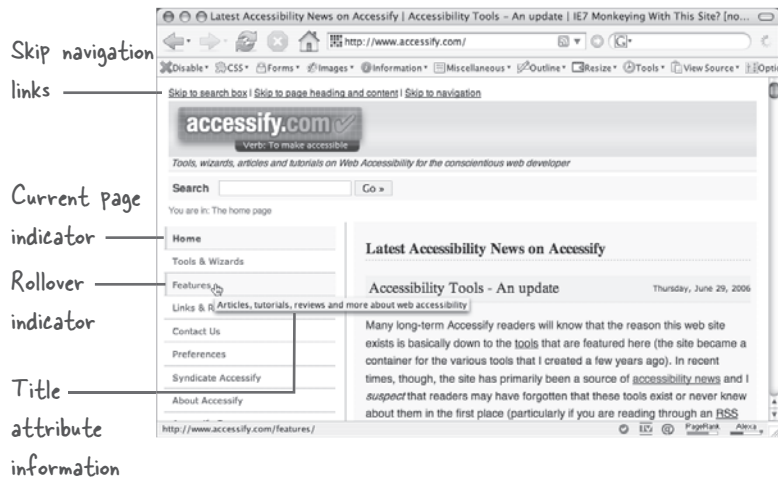 Skip navigation
links
Current page
indicator
Rollover
indicator
Title
attribute
information
Latest Accessibility News on Accessify | Accessibility Tools - An update | IE7 Monkeying With This Site? [no...
http://www.accessify.com/
G
Disable CSS Forms Images Information Miscellaneous Outline Resize Tools View Source Optio
Skip to search box | Skip to page heading and content | Skip to navigation
accessify.com
Verb: To make accessible
Tools, wizards, articles and tutorials on Web Accessibility for the conscientious web developer
Search Go »
You are in: The home page
Home
Tools & Wizards
Features
Links & R
Articles, tutorials, reviews and more about web accessibility
Contact Us
Preferences
Syndicate Accessify
About Accessify
Latest Accessibility News on Accessify
Accessibility Tools - An update Thursday, June 29, 2006
Many long-term Accessify readers will know that the reason this web site
exists is basically down to the tools that are featured here (the site became a
container for the various tools that I created a few years ago). In recent
times, though, the site has primarily been a source of accessibility news and I
suspect that readers may have forgotten that these tools exist or never knew
about them in the first place (particularly if you are reading through an RSS
http://www.accessify.com/features/ PageRank Alexa